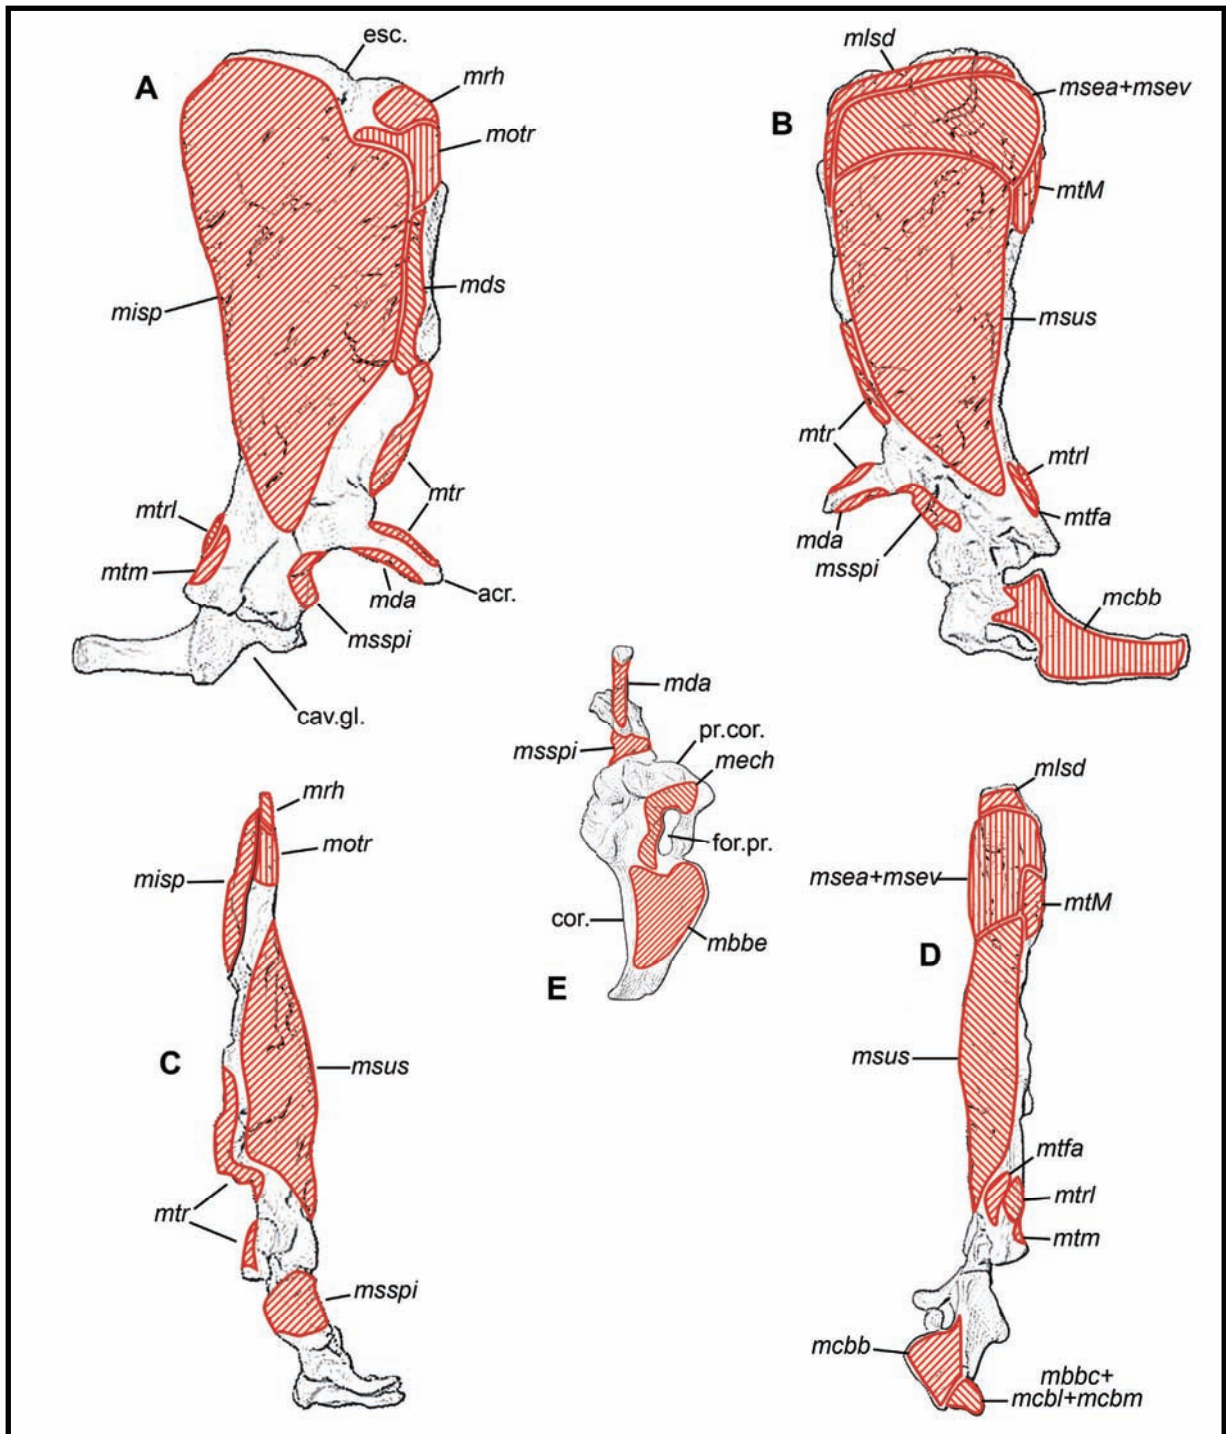 A
esc.
mrh
motr
mds
misp
mtr
mtrl
mtm
mda
acr.
msspi
cav.gl.
B
mlsd
msea+msev
mtM
msus
mtr
mtrl
mtfa
mda
msspi
mcbb
mda
msspi
pr.cor.
mech
for.pr.
cor.
mbbe
E
mrh
motr
misp
C
msus
mtr
msspi
mlsd
msea+msev
mtM
D
msus
mtfa
mtrl
mtm
mcbb
mbbc+
mcbl+mcbm